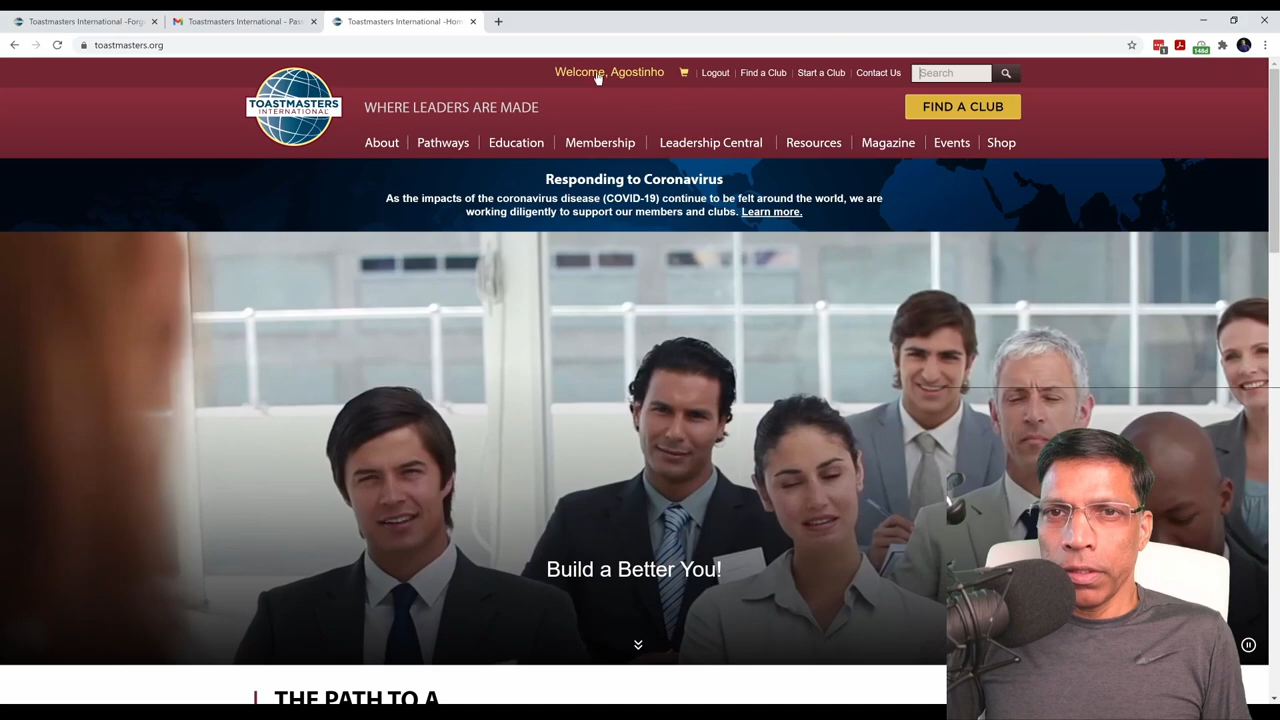 Toastmasters International -Forg
Toastmasters International - Pass
Toastmasters International -Hom
toastmasters.org
1
148d
Welcome, Agostinho
Logout
Find a Club
Start a Club
Contact Us
Search
TOASTMASTERS
INTERNATIONAL
WHERE LEADERS ARE MADE
FIND A CLUB
About
Pathways
Education
Membership
Leadership Central
Resources
Magazine
Events
Shop
Responding to Coronavirus
As the impacts of the coronavirus disease (COVID-19) continue to be felt around the world, we are
working diligently to support our members and clubs. Learn more.
Build a Better You!
THE PATH TO A